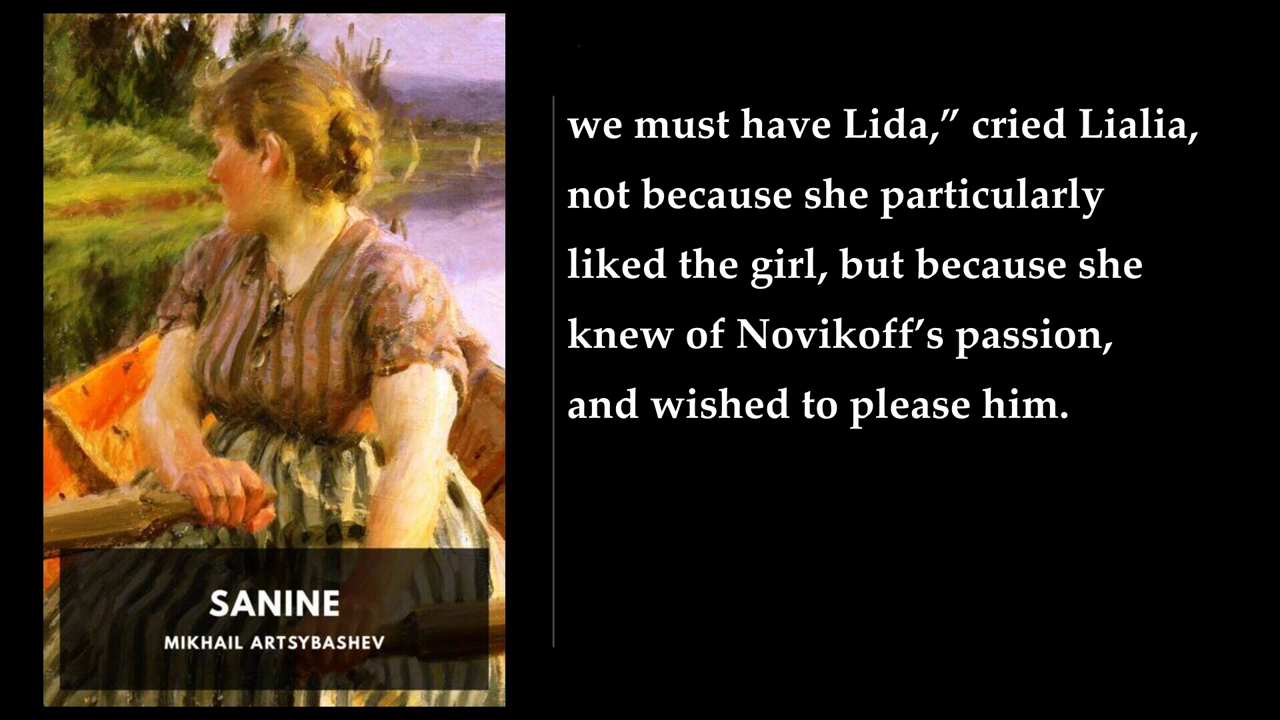 SANINE
MIKHAIL ARTSYBASHEV
we must have Lida,” cried Lialia,
not because she particularly
liked the girl, but because she
knew of Novikoff’s passion,
and wished to please him.